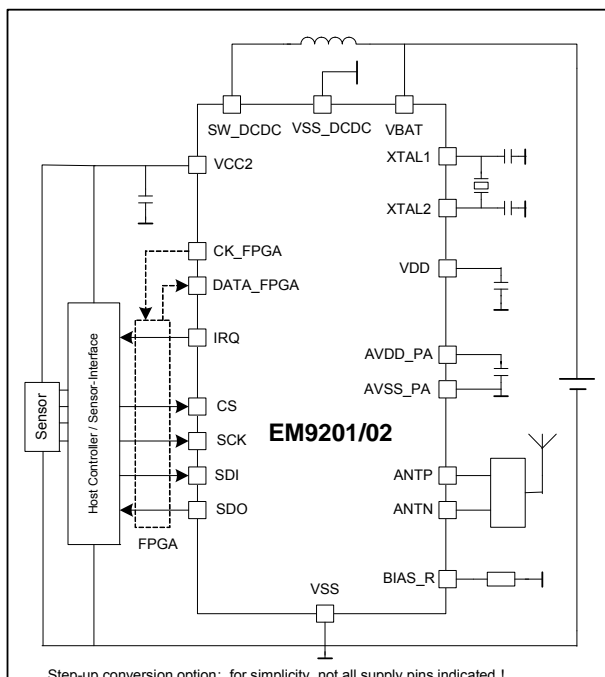 SW_DCDC VSS_DCDC VBAT
VCC2
XTAL1
XTAL2
CK_FPGA
DATA_FPGA
VDD
IRQ
AVDD_PA
AVSS_PA
Sensor
Host Controller / Sensor-Interface
CS
SCK
EM9201/02
SDI
SDO
ANTP
ANTN
FPGA
BIAS_R
VSS
Step-up conversion option; for simplicity, not all supply pins indicated !